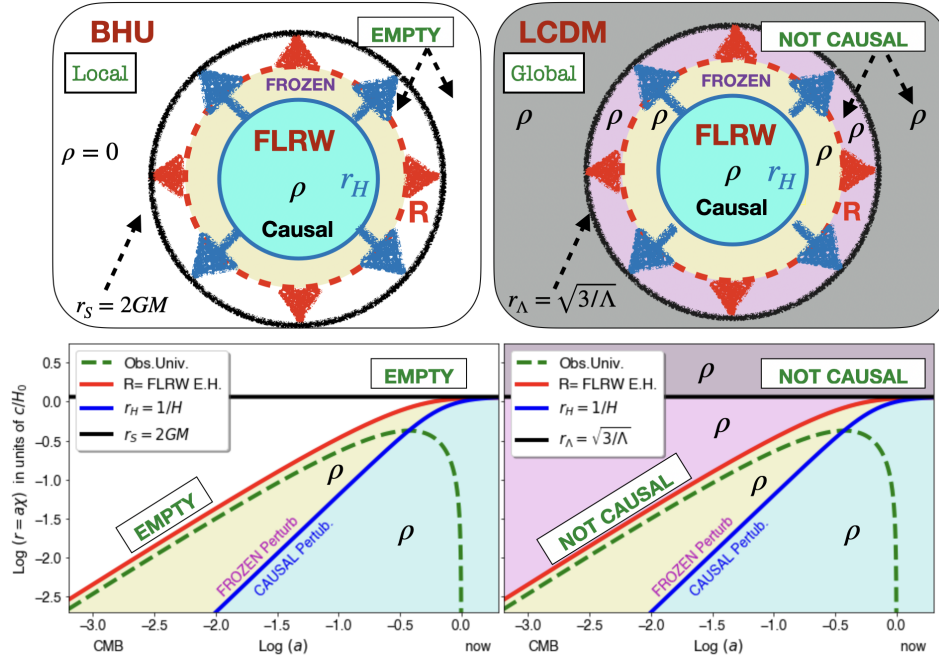 BHU
EMPTY
Local
FROZEN
ρ = 0
FLRW
ρ
r_H
Causal
R
r_S = 2GM
LCDM
NOT CAUSAL
Global
FROZEN
ρ
ρ
ρ
ρ
ρ
FLRW
ρ
ρ
r_H
Causal
R
r_Λ = √3/Λ
Log (r = aχ) in units of c/H₀
0.0
−0.5
−1.0
−1.5
−2.0
−2.5
Obs.Univ.
R= FLRW E.H.
r_H = 1/H
r_S = 2GM
EMPTY
EMPTY
ρ
ρ
FROZEN Perturb
CAUSAL Pertub.
−3.0 −2.5 −2.0 −1.5 −1.0 −0.5 0.0
CMB Log (a) now
Obs.Univ.
R= FLRW E.H.
r_H = 1/H
r_Λ = √3/Λ
ρ
NOT CAUSAL
ρ
NOT CAUSAL
ρ
ρ
FROZEN Perturb
CAUSAL Pertub.
−3.0 −2.5 −2.0 −1.5 −1.0 −0.5 0.0
CMB Log (a) now